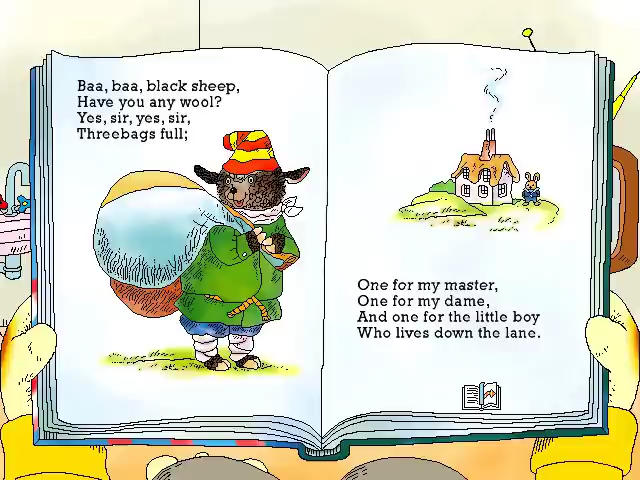 Baa, baa, black sheep,
Have you any wool?
Yes, sir, yes, sir,
Threebags full;
One for my master,
One for my dame,
And one for the little boy
Who lives down the lane.